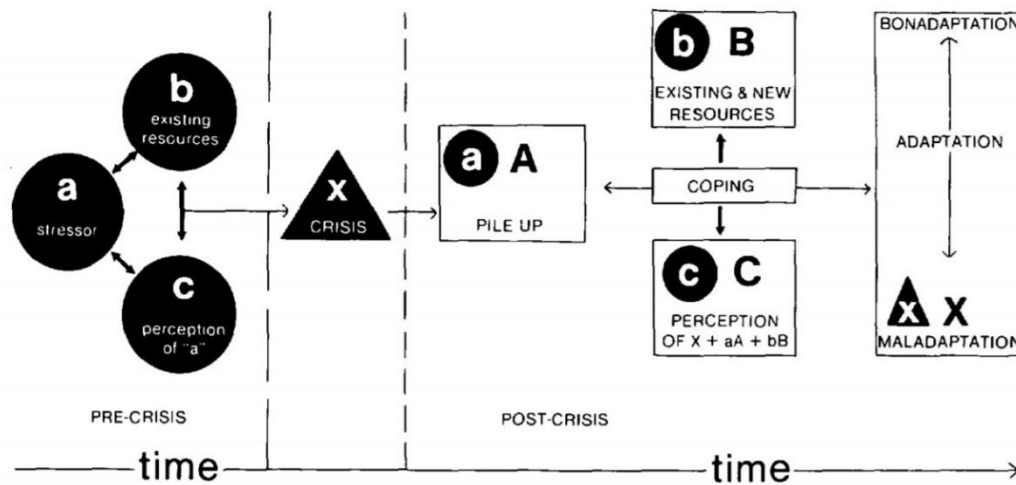 b
existing
resources
a
stressor
c
perception
of "a"
x
CRISIS
a A
PILE UP
b B
EXISTING & NEW
RESOURCES
COPING
c C
PERCEPTION
OF X + aA + bB
BONADAPTATION
ADAPTATION
x X
MALADAPTATION
PRE-CRISIS
POST-CRISIS
time
time